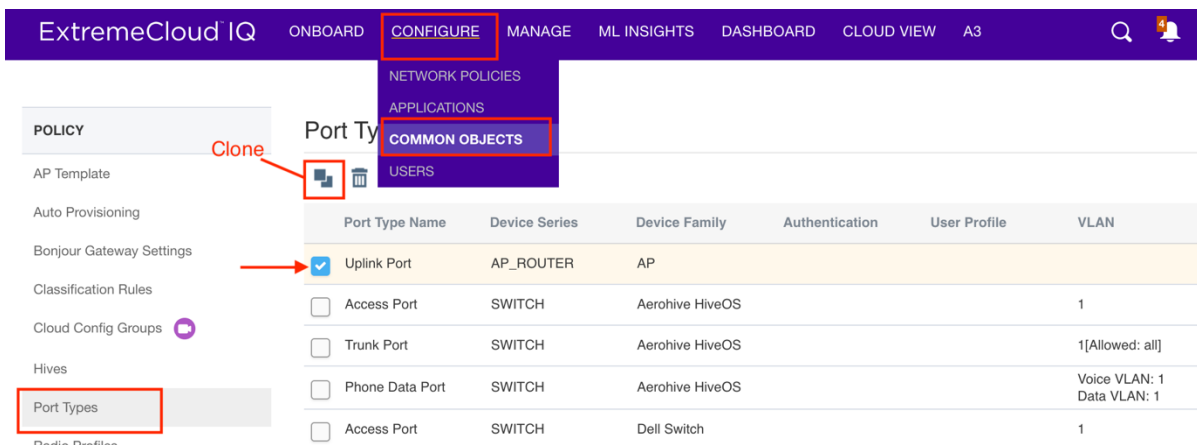 ExtremeCloud IQ ONBOARD CONFIGURE MANAGE ML INSIGHTS DASHBOARD CLOUD VIEW A3 4
NETWORK POLICIES
APPLICATIONS
COMMON OBJECTS
USERS
POLICY
AP Template
Auto Provisioning
Bonjour Gateway Settings
Classification Rules
Cloud Config Groups
Hives
Port Types
Radio Profiles
Port Ty
Clone
Port Type Name Device Series Device Family Authentication User Profile VLAN
Uplink Port AP_ROUTER AP
Access Port SWITCH Aerohive HiveOS 1
Trunk Port SWITCH Aerohive HiveOS 1[Allowed: all]
Phone Data Port SWITCH Aerohive HiveOS Voice VLAN: 1
Data VLAN: 1
Access Port SWITCH Dell Switch 1